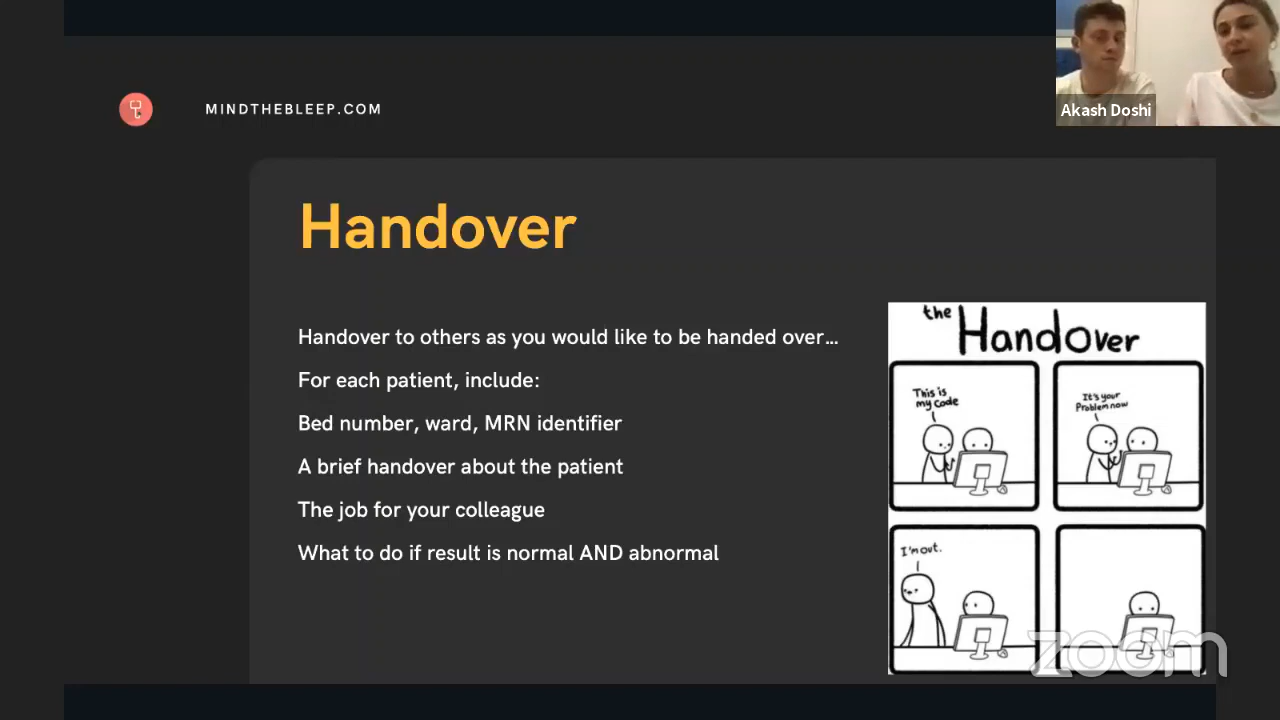 MINDTHEBLEEP.COM
Akash Doshi
Handover
Handover to others as you would like to be handed over...
For each patient, include:
Bed number, ward, MRN identifier
A brief handover about the patient
The job for your colleague
What to do if result is normal AND abnormal
the
Handover
This is
my code
It's your
Problem now
I'm out.
zoom